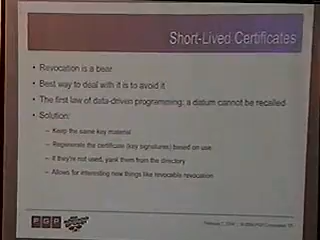 Short-Lived Certificates
• Revocation is a bear
• Best way to deal with it is to avoid it
• The first law of data-driven programming: a datum cannot be recalled
• Solution:
– Keep the same key material
– Regenerate the certificate (key signatures) based on use
– If they're not used, yank them from the directory
– Allows for interesting new things like revocable revocation
PGP